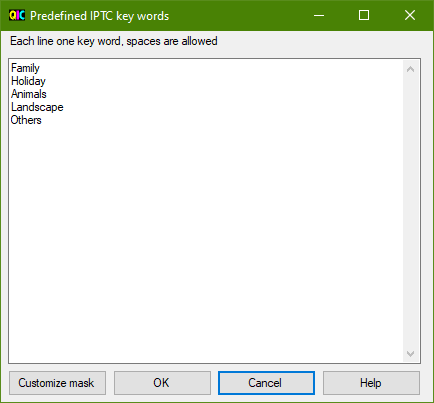 QIC Predefined IPTC key words
Each line one key word, spaces are allowed
Family
Holiday
Animals
Landscape
Others
Customize mask OK Cancel Help